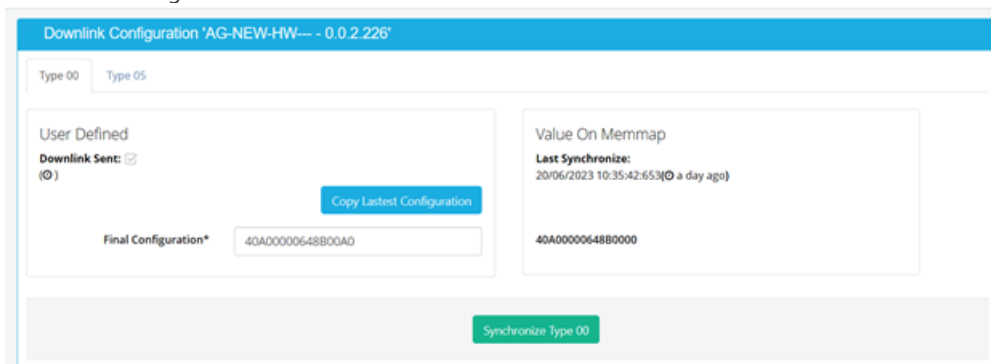 Downlink Configuration 'AG-NEW-HW--- - 0.0.2.226'
Type 00 Type 05
User Defined
Downlink Sent:
( )
Copy Lastest Configuration
Final Configuration* 40A00000648B00A0
Value On Memmap
Last Synchronize:
20/06/2023 10:35:42:653( a day ago)
40A00000648B0000
Synchronize Type 00